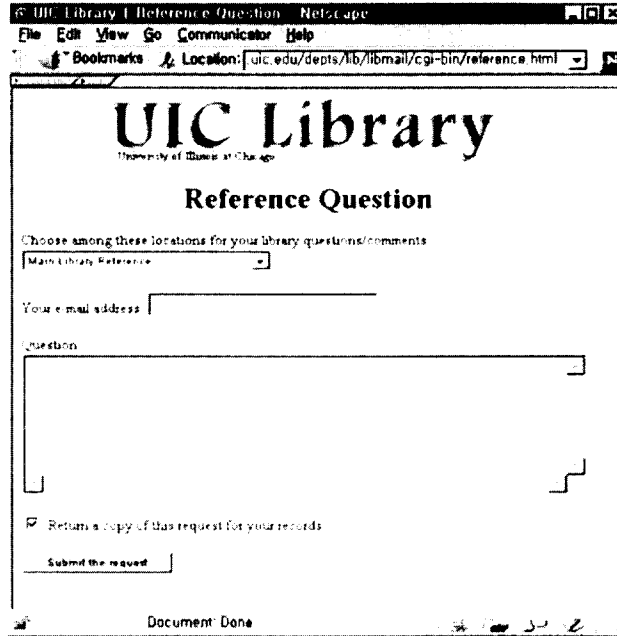 UIC Library | Reference Question Netscape
File Edit View Go Communicator Help
Bookmarks Location: uic.edu/depts/lib/libmail/cgi-bin/reference.html
UIC Library
University of Illinois at Chicago
Reference Question
Choose among these locations for your library questions/comments
Main Library Reference
Your e-mail address
Question
Return a copy of this request for your records
Submit the request
Document: Done